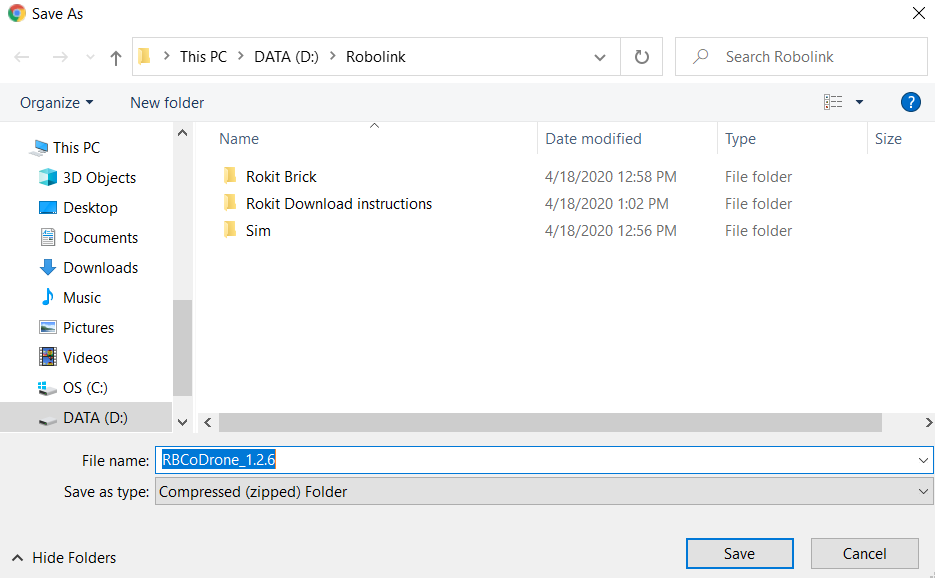 Save As
This PC > DATA (D:) > Robolink
Search Robolink
Organize
New folder
?
Name Date modified Type Size
This PC
3D Objects
Desktop
Documents
Downloads
Music
Pictures
Videos
OS (C:)
DATA (D:)
Rokit Brick 4/18/2020 12:58 PM File folder
Rokit Download instructions 4/18/2020 1:02 PM File folder
Sim 4/18/2020 12:56 PM File folder
File name: RBCoDrone_1.2.6
Save as type: Compressed (zipped) Folder
Hide Folders
Save
Cancel